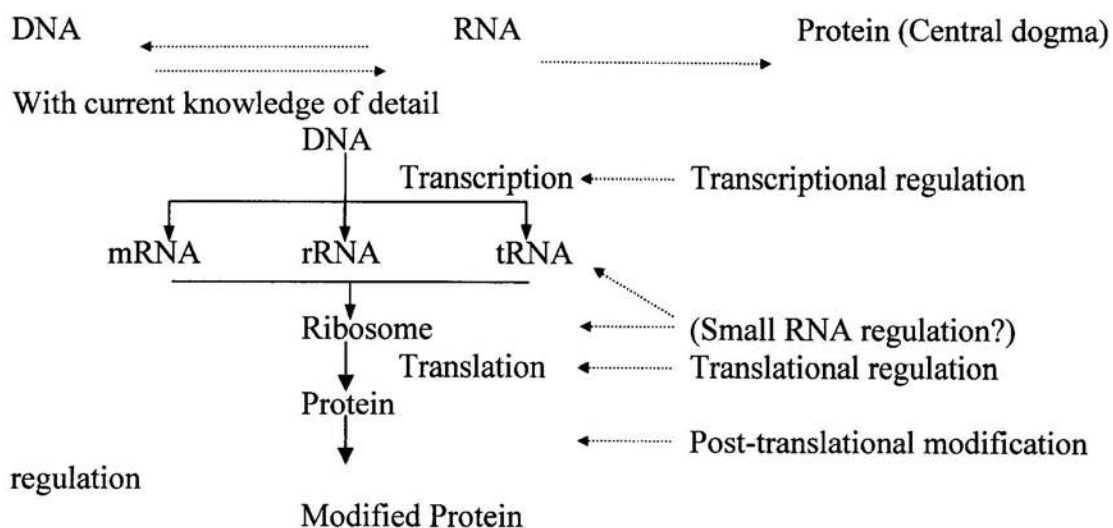 DNA RNA Protein (Central dogma)
With current knowledge of detail
DNA
Transcription Transcriptional regulation
mRNA rRNA tRNA
Ribosome (Small RNA regulation?)
Translation Translational regulation
Protein
Post-translational modification
regulation
Modified Protein